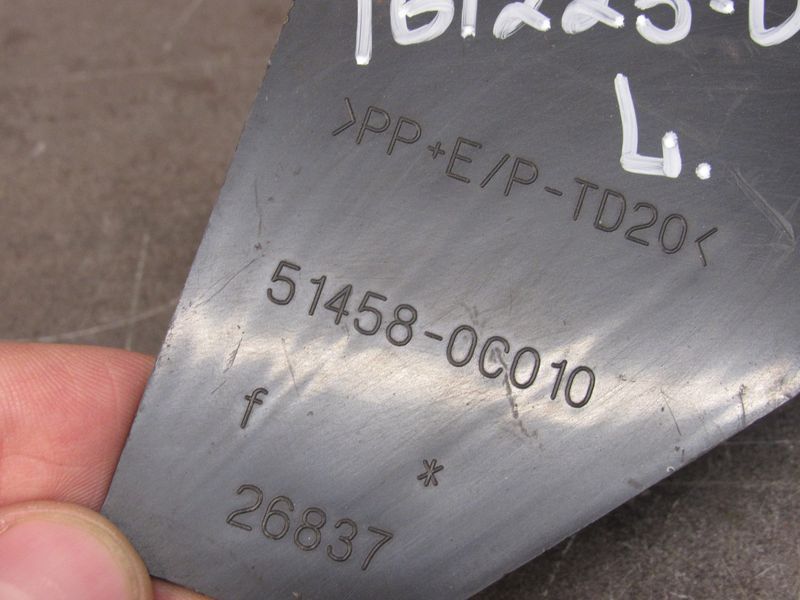 L.
>PP+E/P-TD20<
51458-0C010
f
*
26837